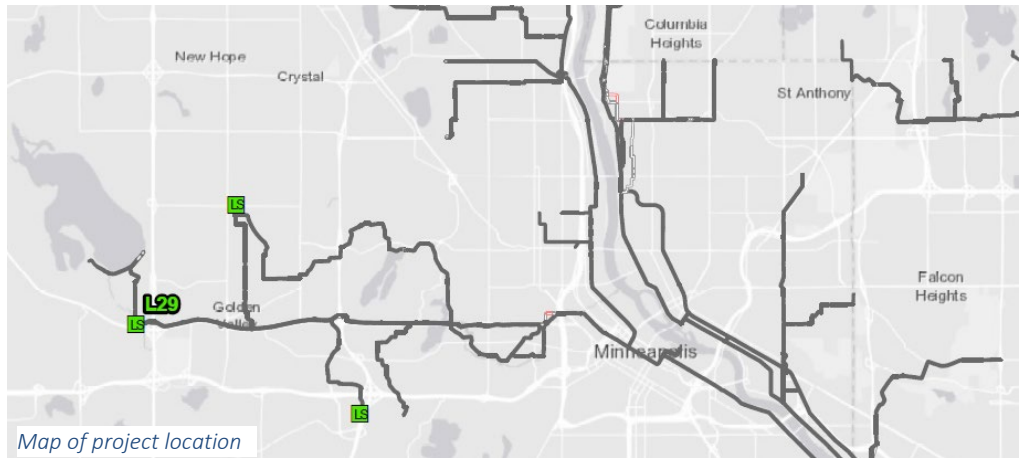 Columbia
Heights
New Hope
Crystal
St Anthony
LS
L29
Golden
Valley
LS
Falcon
Heights
Minneapolis
LS
Map of project location